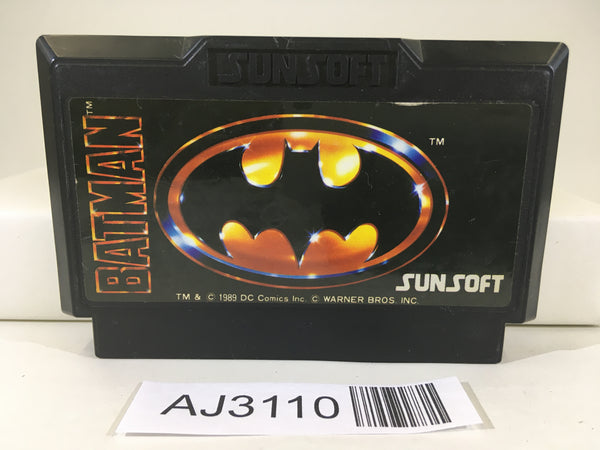 SUNSOFT
BATMAN™
™
SUNSOFT
TM & © 1989 DC Comics Inc. © WARNER BROS. INC.
AJ3110